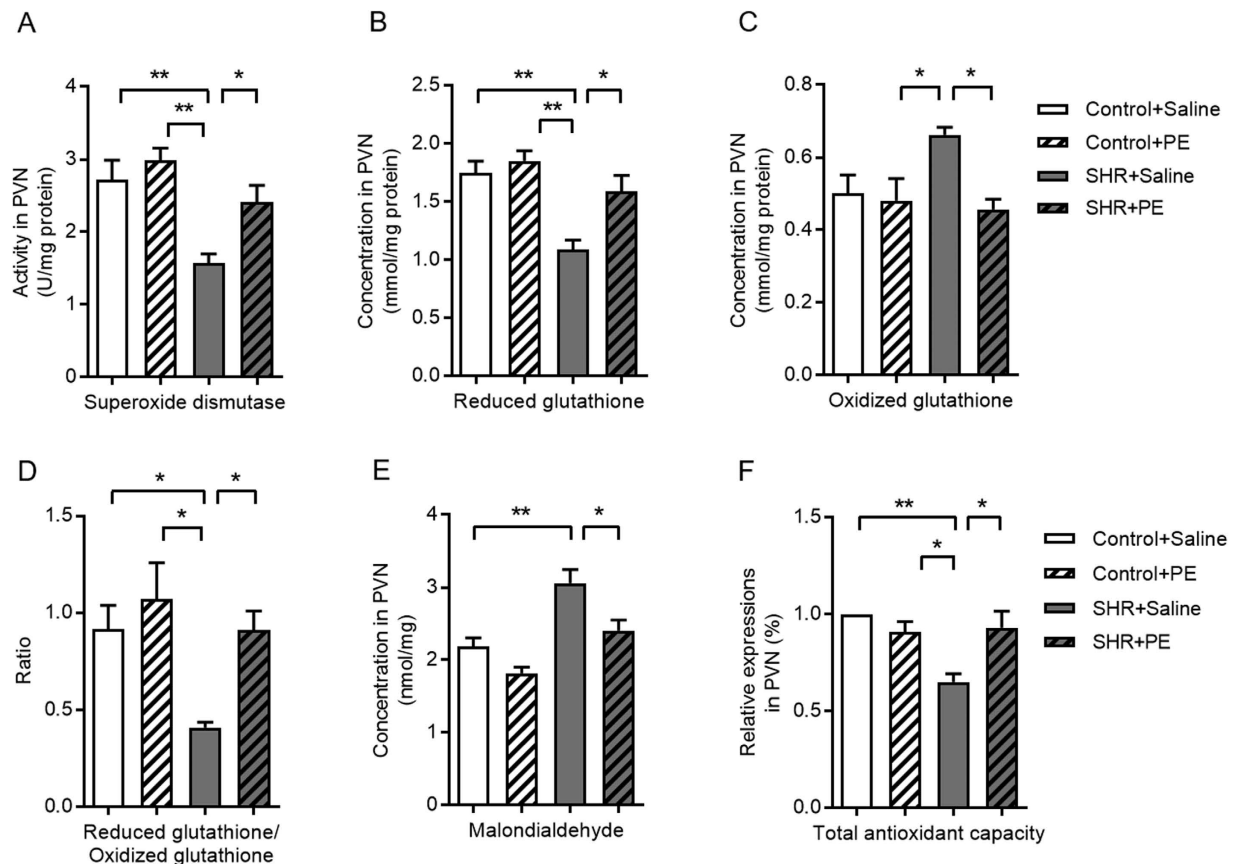 A
Activity in PVN
(U/mg protein)
4
3
2
1
0
**
*
**
Superoxide dismutase
B
Concentration in PVN
(mmol/mg protein)
2.5
2.0
1.5
1.0
0.5
0.0
**
*
**
Reduced glutathione
C
Concentration in PVN
(mmol/mg protein)
0.8
0.6
0.4
0.2
0.0
*
*
Oxidized glutathione
Control+Saline
Control+PE
SHR+Saline
SHR+PE
D
Ratio
1.5
1.0
0.5
0.0
*
*
*
Reduced glutathione/
Oxidized glutathione
E
Concentration in PVN
(nmol/mg)
4
3
2
1
0
**
*
Malondialdehyde
F
Relative expressions
in PVN (%)
1.5
1.0
0.5
0.0
**
*
*
Total antioxidant capacity
Control+Saline
Control+PE
SHR+Saline
SHR+PE